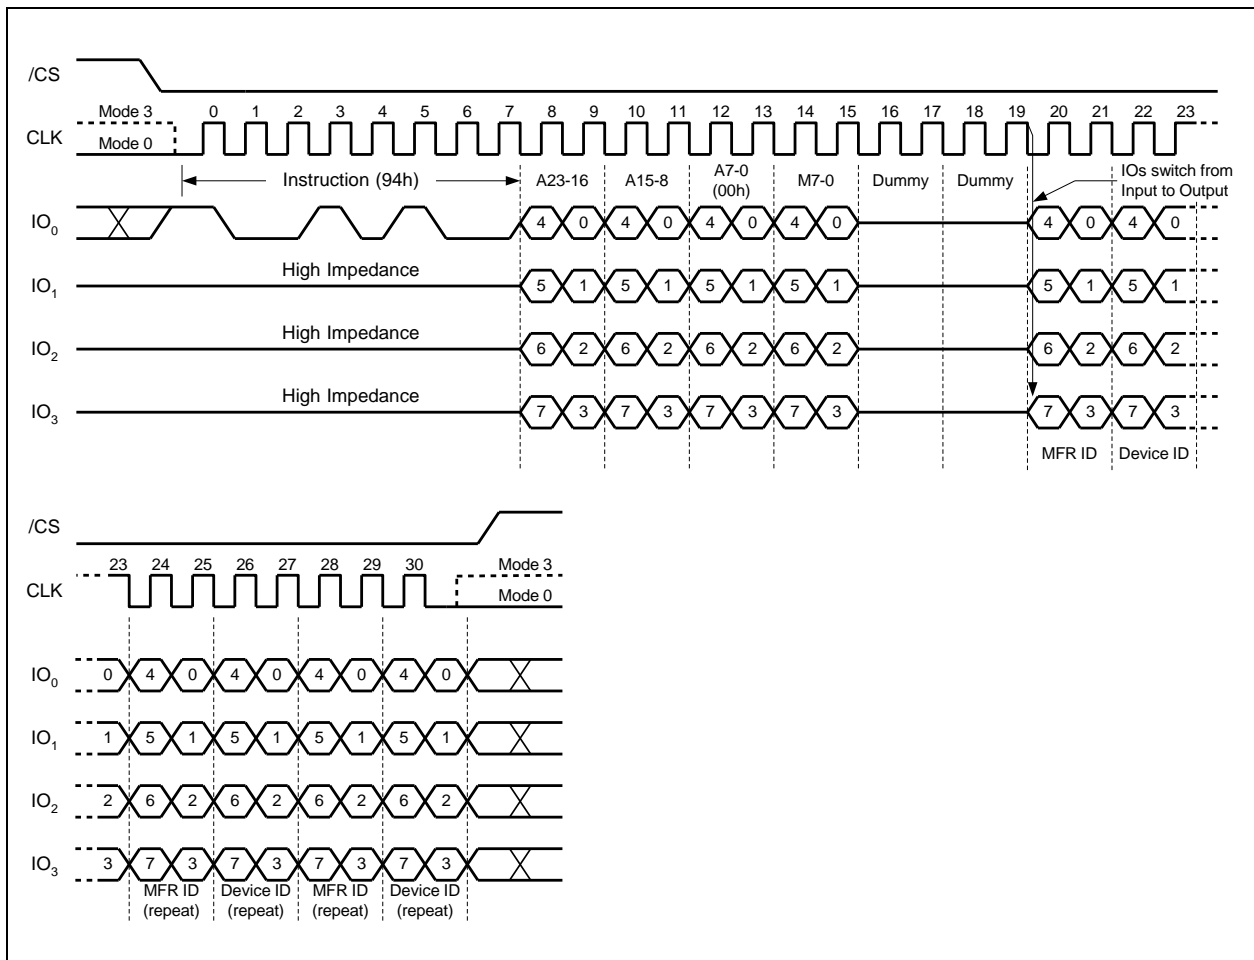 /CS
Mode 3 0 1 2 3 4 5 6 7 8 9 10 11 12 13 14 15 16 17 18 19 20 21 22 23
CLK
Mode 0
Instruction (94h) A23-16 A15-8 A7-0 (00h) M7-0 Dummy Dummy IOs switch from Input to Output
IO0 4 0 4 0 4 0 4 0 4 0 4 0
High Impedance
IO1 5 1 5 1 5 1 5 1 5 1 5 1
High Impedance
IO2 6 2 6 2 6 2 6 2 6 2 6 2
High Impedance
IO3 7 3 7 3 7 3 7 3 7 3 7 3
MFR ID Device ID
/CS
23 24 25 26 27 28 29 30 Mode 3
CLK
Mode 0
IO0 0 4 0 4 0 4 0 4 0
IO1 1 5 1 5 1 5 1 5 1
IO2 2 6 2 6 2 6 2 6 2
IO3 3 7 3 7 3 7 3 7 3
MFR ID Device ID MFR ID Device ID
(repeat) (repeat) (repeat) (repeat)